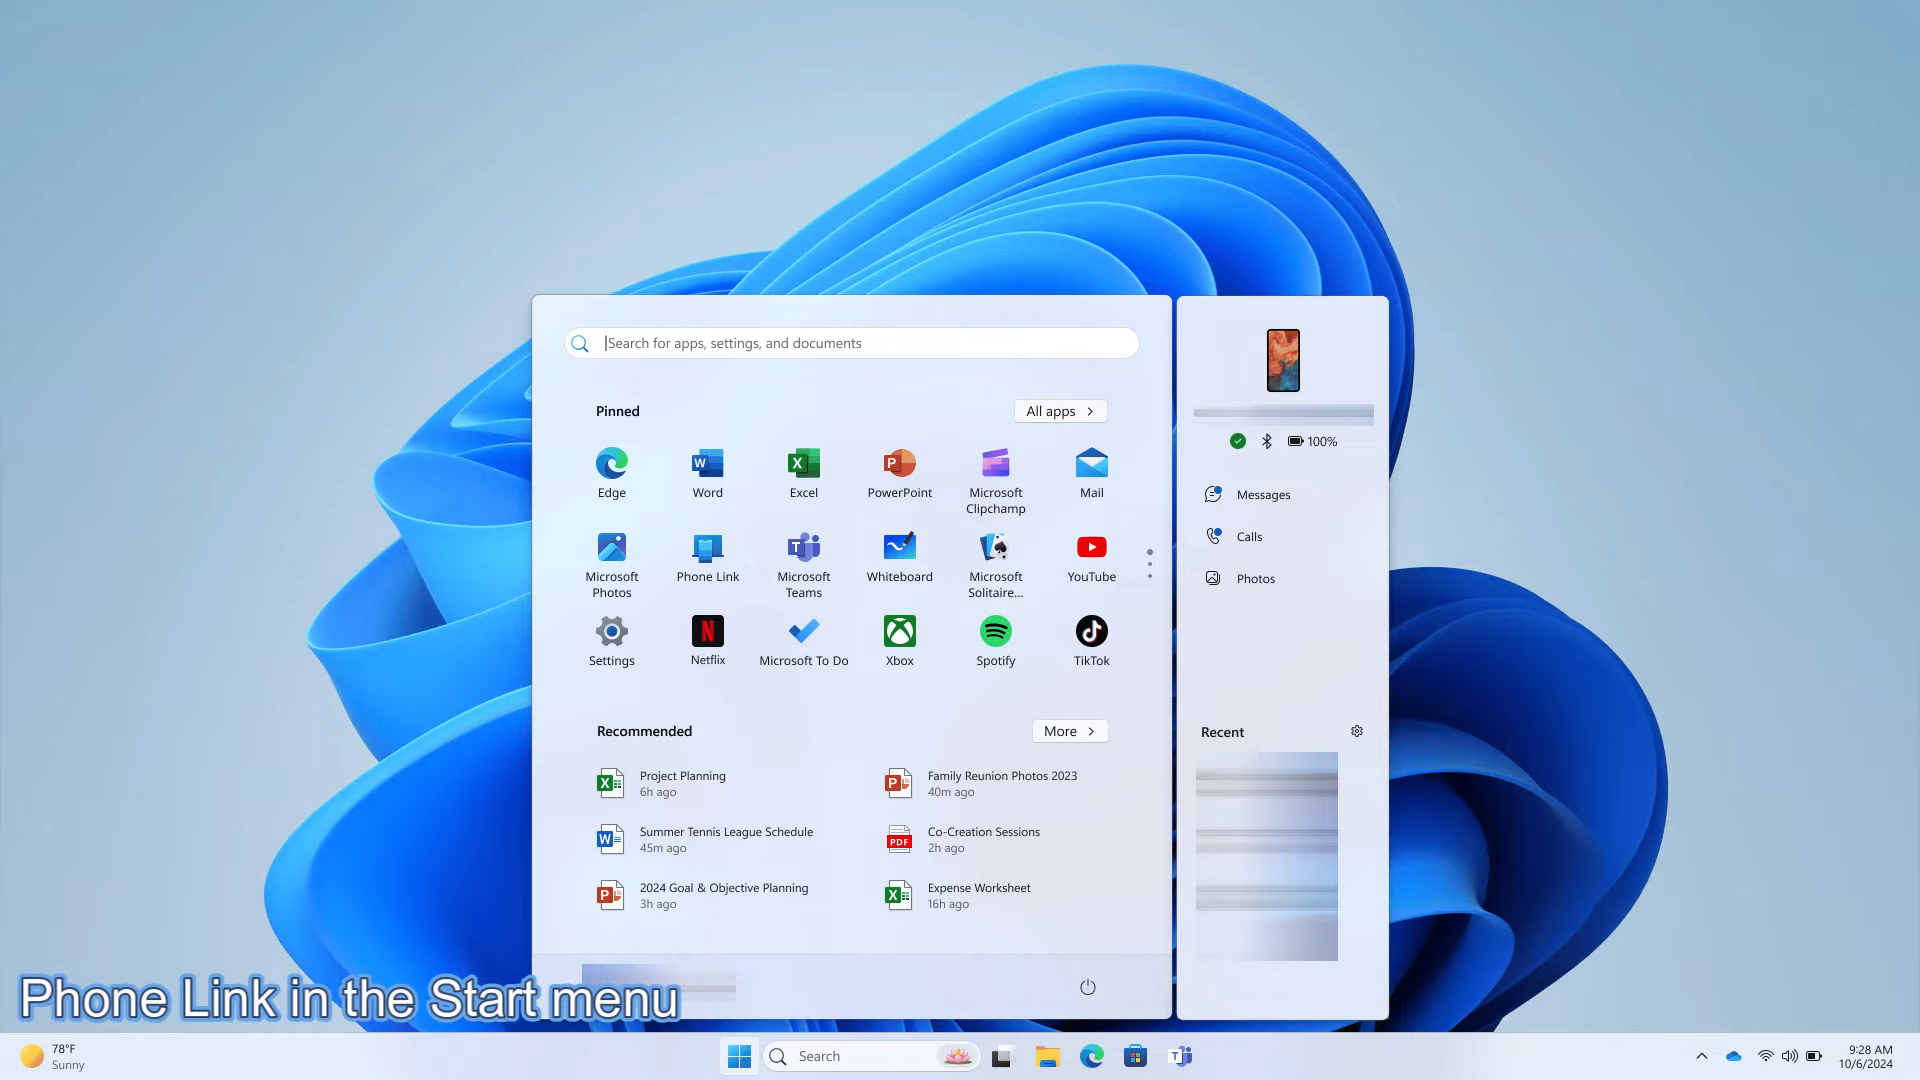 Search for apps, settings, and documents
Pinned
All apps
Edge
Word
Excel
PowerPoint
Microsoft
Clipchamp
Mail
Microsoft
Photos
Phone Link
Microsoft
Teams
Whiteboard
Microsoft
Solitaire...
YouTube
Settings
Netflix
Microsoft To Do
Xbox
Spotify
TikTok
Recommended
More
Project Planning
6h ago
Family Reunion Photos 2023
40m ago
Summer Tennis League Schedule
45m ago
PDF
Co-Creation Sessions
2h ago
2024 Goal & Objective Planning
3h ago
Expense Worksheet
16h ago
100%
Messages
Calls
Photos
Recent
Phone Link in the Start menu
78°F
Sunny
Search
9:28 AM
10/6/2024